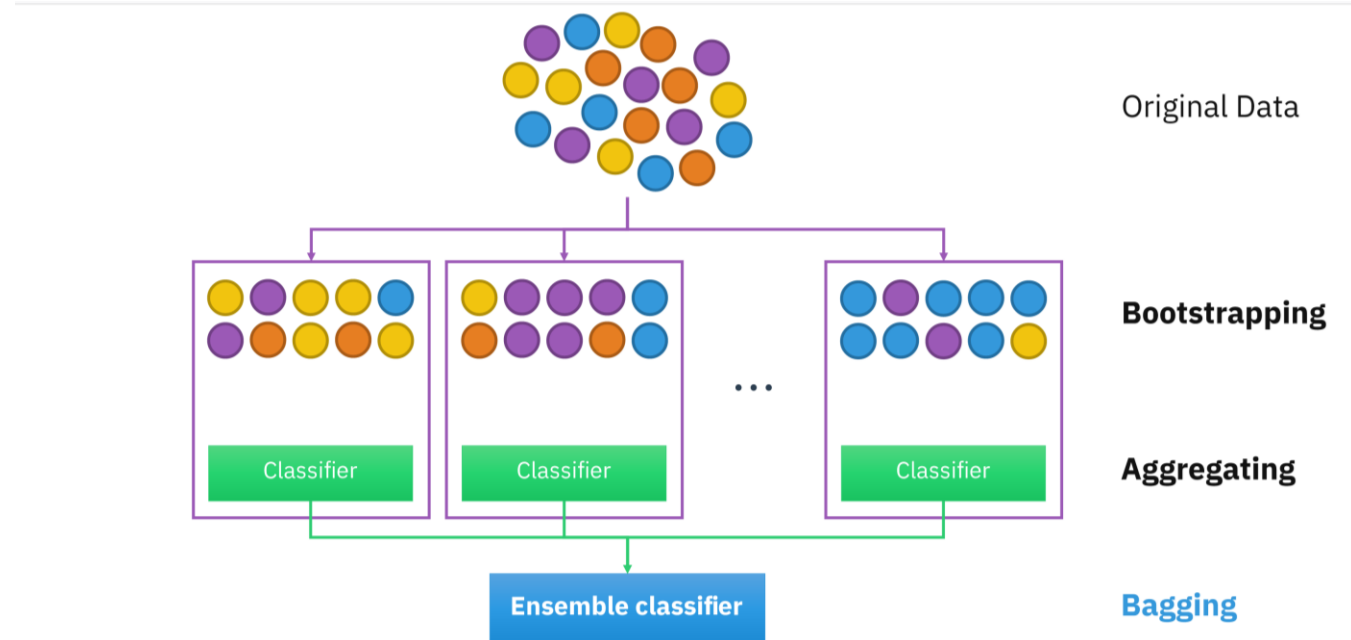 Original Data
Bootstrapping
...
Classifier
Classifier
Classifier
Aggregating
Ensemble classifier
Bagging